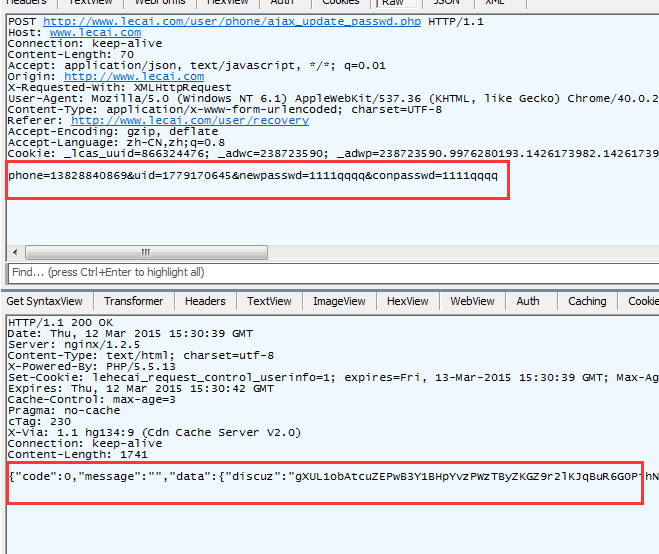 Headers TextView WebForms HexView Auth Cookies Raw JSON XML
POST http://www.lecai.com/user/phone/ajax_update_passwd.php HTTP/1.1
Host: www.lecai.com
Connection: keep-alive
Content-Length: 70
Accept: application/json, text/javascript, */*; q=0.01
Origin: http://www.lecai.com
X-Requested-With: XMLHttpRequest
User-Agent: Mozilla/5.0 (Windows NT 6.1) AppleWebKit/537.36 (KHTML, like Gecko) Chrome/40.0.2
Content-Type: application/x-www-form-urlencoded; charset=UTF-8
Referer: http://www.lecai.com/user/recovery
Accept-Encoding: gzip, deflate
Accept-Language: zh-CN,zh;q=0.8
Cookie: _lcas_uuid=866324476; _adwc=238723590; _adwp=238723590.9976280193.1426173982.14261739
phone=13828840869&uid=1779170645&newpasswd=1111qqqq&conpasswd=1111qqqq
Find... (press Ctrl+Enter to highlight all)
Get SyntaxView Transformer Headers TextView ImageView HexView WebView Auth Caching Cookie
HTTP/1.1 200 OK
Date: Thu, 12 Mar 2015 15:30:39 GMT
Server: nginx/1.2.5
Content-Type: text/html; charset=utf-8
X-Powered-By: PHP/5.5.13
Set-Cookie: lehecai_request_control_userinfo=1; expires=Fri, 13-Mar-2015 15:30:39 GMT; Max-Ag
Expires: Thu, 12 Mar 2015 15:30:42 GMT
Cache-Control: max-age=3
Pragma: no-cache
cTag: 230
X-Via: 1.1 hg134:9 (Cdn Cache Server V2.0)
Connection: keep-alive
Content-Length: 1741
{"code":0,"message":"","data":{"discuz":"gXUL1obAtcuZEPwB3Y1BHpYvzPWzTByZKGZ9r2lKJqBuR6G0P